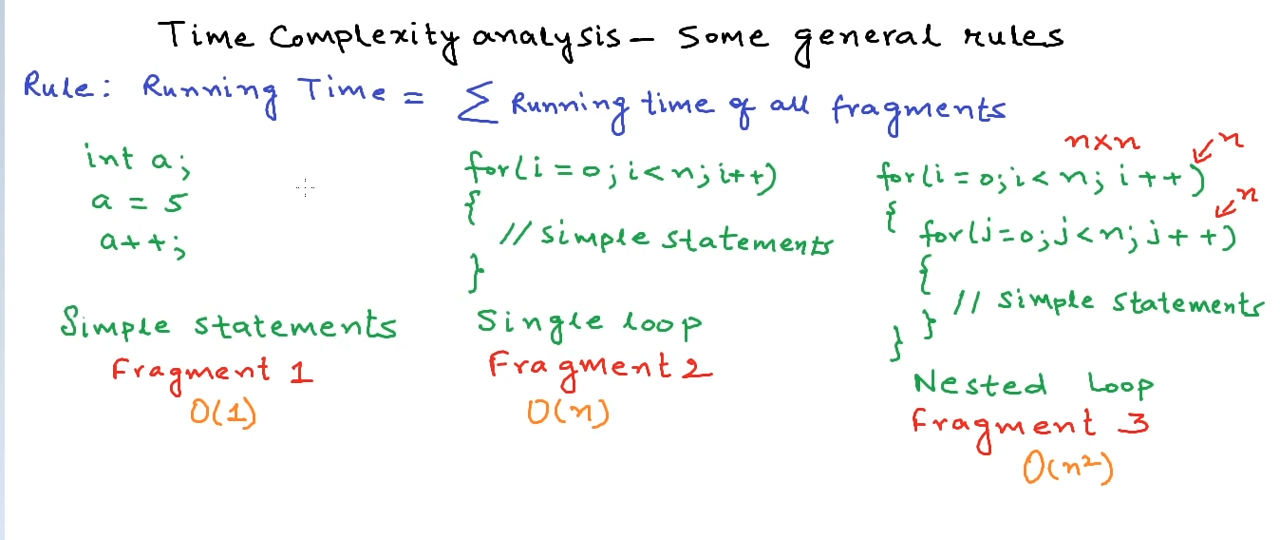 Time Complexity analysis – Some general rules
Rule: Running Time = ∑ Running time of all fragments
int a;
a = 5
a++;
Simple statements
Fragment 1
O(1)
for(i=0;i<n;i++)
{
// simple statements
}
Single loop
Fragment 2
O(n)
n×n
n
for(i=0;i<n;i++)
n
{
for(j=0;j<n;j++)
{
// simple statements
}
}
Nested Loop
Fragment 3
O(n²)